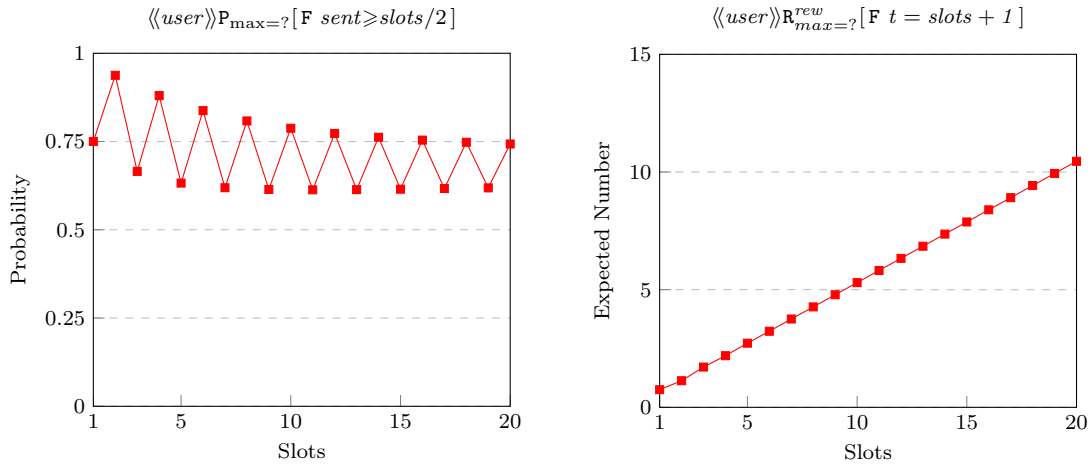 ⟪user⟫P_max=?[ F sent⩾slots/2 ]
1
0.75
0.5
0.25
0
Probability
1 5 10 15 20
Slots
⟪user⟫R^rew_max=?[ F t = slots + 1 ]
15
10
5
0
Expected Number
1 5 10 15 20
Slots